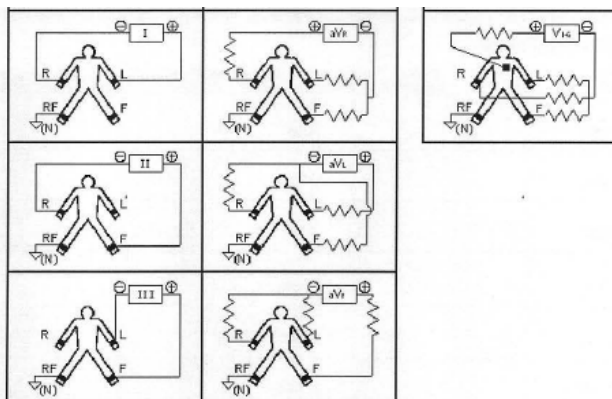 ⊖ I ⊕
R L
RF F
(N)
⊕ aVR ⊖
R L
RF F
(N)
⊕ V1-6 ⊖
R L
RF F
(N)
⊖ II ⊕
R L
RF F
(N)
⊖ aVL ⊕
R L
RF F
(N)
⊖ III ⊕
R L
RF F
(N)
⊖ aVF ⊕
R L
RF F
(N)